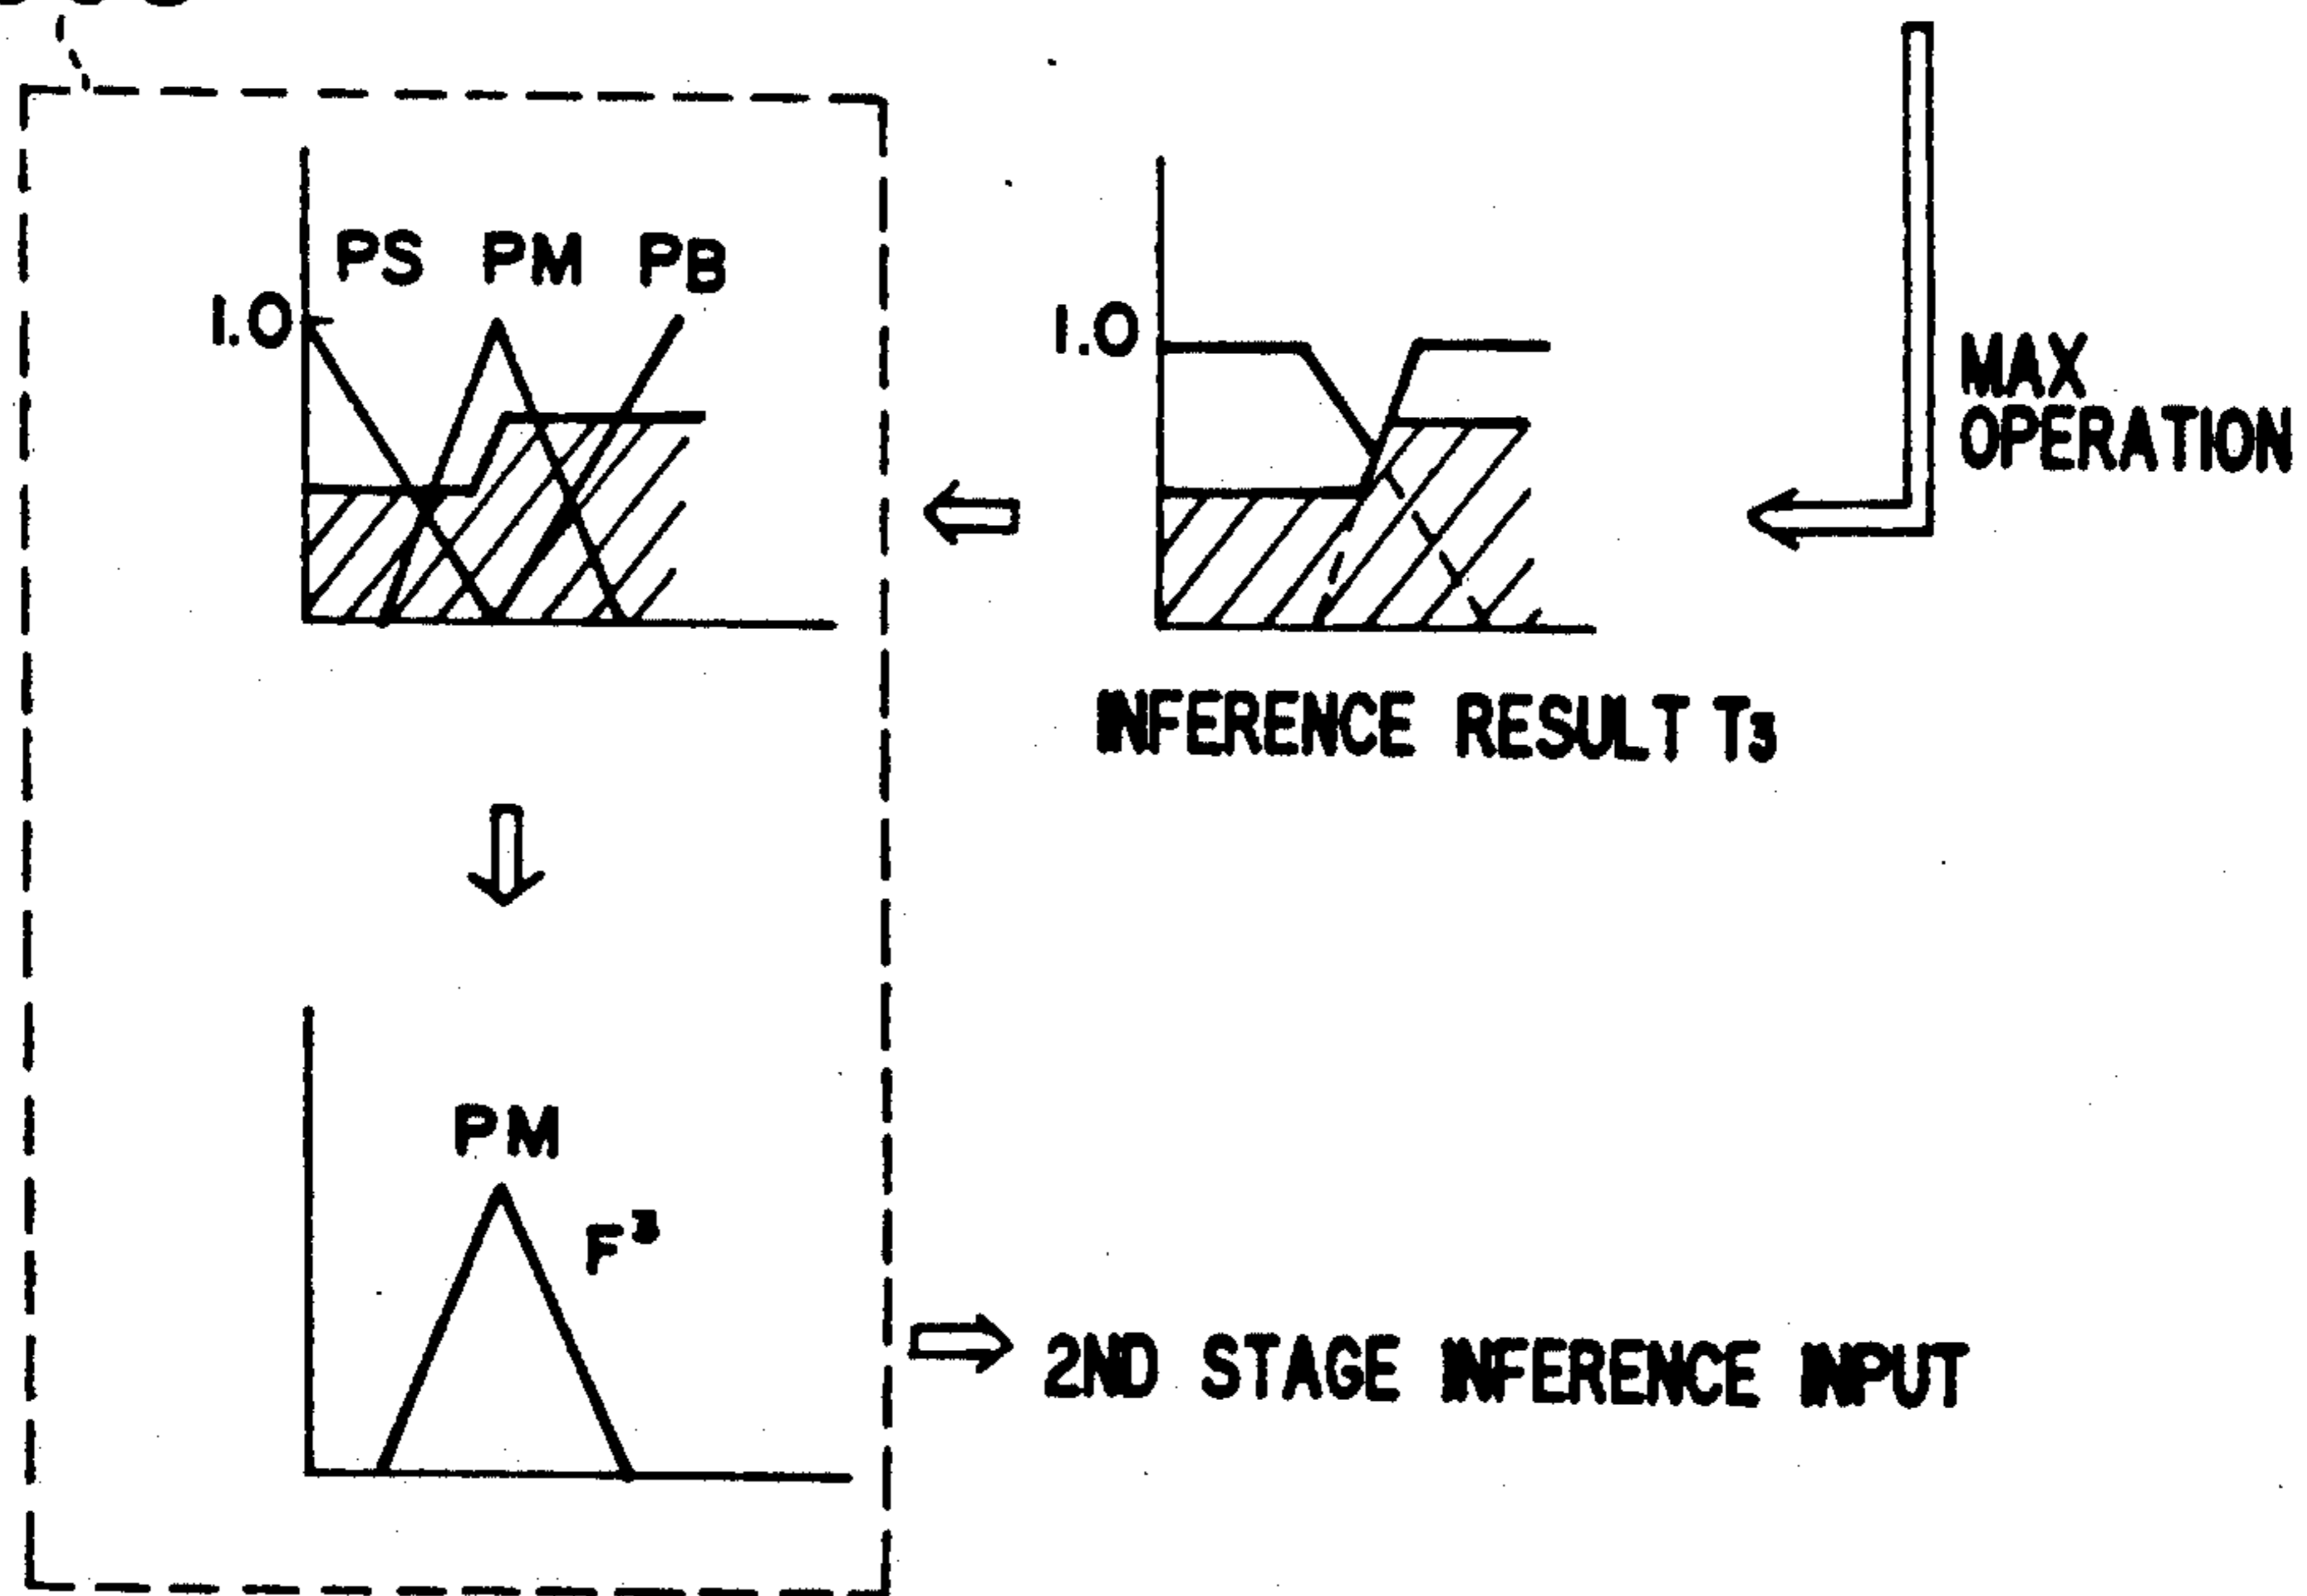 PS PM PB
1.0
1.0
MAX
OPERATION
INFERENCE RESULT T3
PM
F³
2ND STAGE INFERENCE INPUT